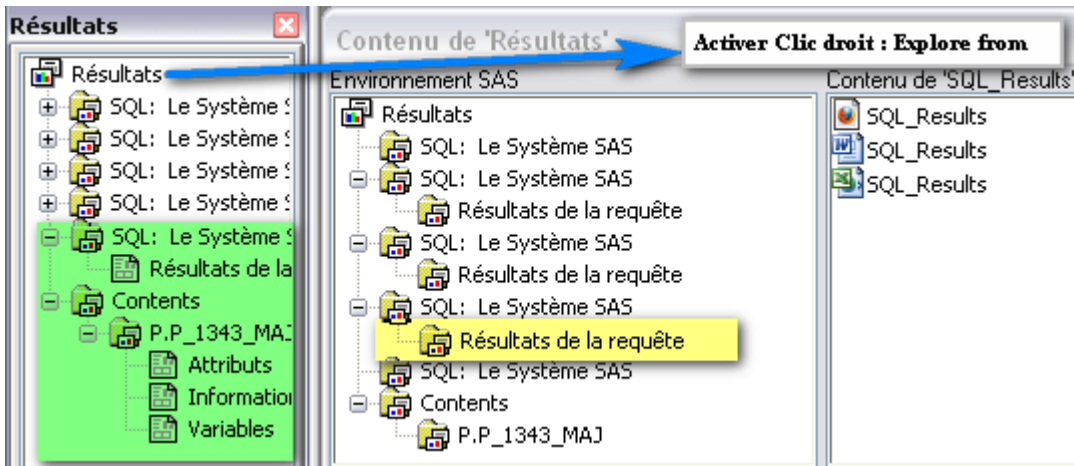 Résultats
Résultats
SQL: Le Système S
SQL: Le Système S
SQL: Le Système S
SQL: Le Système S
SQL: Le Système S
Résultats de la
Contents
P.P_1343_MAJ
Attributs
Information
Variables
Contenu de 'Résultats'
Activer Clic droit : Explore from
Environnement SAS
Résultats
SQL: Le Système SAS
SQL: Le Système SAS
Résultats de la requête
SQL: Le Système SAS
Résultats de la requête
SQL: Le Système SAS
Résultats de la requête
SQL: Le Système SAS
Contents
P.P_1343_MAJ
Contenu de 'SQL_Results'
SQL_Results
SQL_Results
SQL_Results